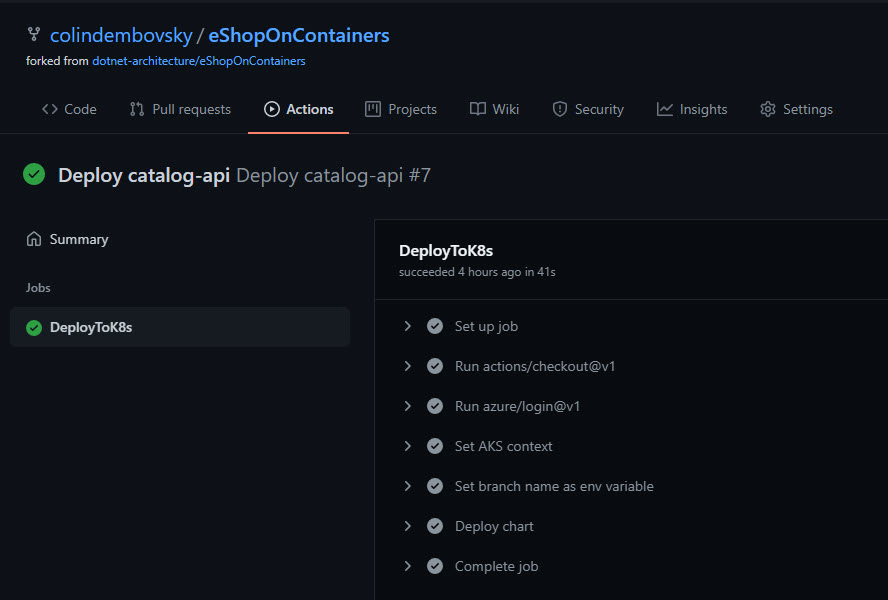 colindembovsky / eShopOnContainers
forked from dotnet-architecture/eShopOnContainers
Code Pull requests Actions Projects Wiki Security Insights Settings
Deploy catalog-api Deploy catalog-api #7
Summary
Jobs
DeployToK8s
DeployToK8s
succeeded 4 hours ago in 41s
Set up job
Run actions/checkout@v1
Run azure/login@v1
Set AKS context
Set branch name as env variable
Deploy chart
Complete job